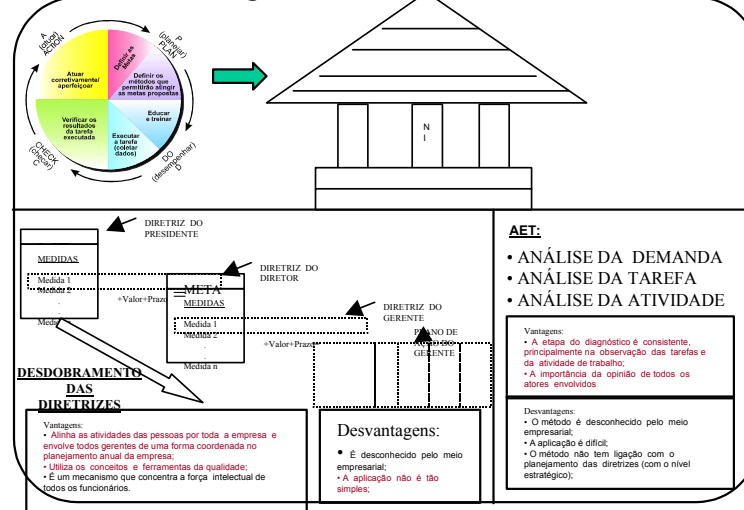 A
(atuar)
ACTION
P
(planejar)
PLAN
Definir as
Metas
Atuar
corretivamente/
aperfeiçoar
Definir os
métodos que
permitirão atingir
as metas propostas
Educar
e treinar
Verificar os
resultados
da tarefa
executada
Executar
a tarefa
(coletar
dados)
CHECK
(checar)
C
DO
(desempenhar)
D
N
I
DIRETRIZ DO
PRESIDENTE
MEDIDAS
Medida 1
Medida 2
.
.
+Valor+Prazo
DIRETRIZ DO
DIRETOR
META
MEDIDAS
Medida 1
Medida 2
.
.
Medida n
+Valor+Prazo
DIRETRIZ DO
GERENTE
PLANO DE
AÇÃO DO
GERENTE
DESDOBRAMENTO
DAS
DIRETRIZES
Vantagens:
• Alinha as atividades das pessoas por toda a empresa e
envolve todos gerentes de uma forma coordenada no
planejamento anual da empresa;
• Utiliza os conceitos e ferramentas da qualidade;
• É um mecanismo que concentra a força intelectual de
todos os funcionários.
Desvantagens:
• É desconhecido pelo meio
empresarial;
• A aplicação não é tão
simples;
AET:
• ANÁLISE DA DEMANDA
• ANÁLISE DA TAREFA
• ANÁLISE DA ATIVIDADE
Vantagens:
• A etapa do diagnóstico é consistente,
principalmente na observação das tarefas e
da atividade de trabalho;
• A importância da opinião de todos os
atores envolvidos
Desvantagens:
• O método é desconhecido pelo meio
empresarial;
• A aplicação é difícil;
• O método não tem ligação com o
planejamento das diretrizes (com o nível
estratégico);